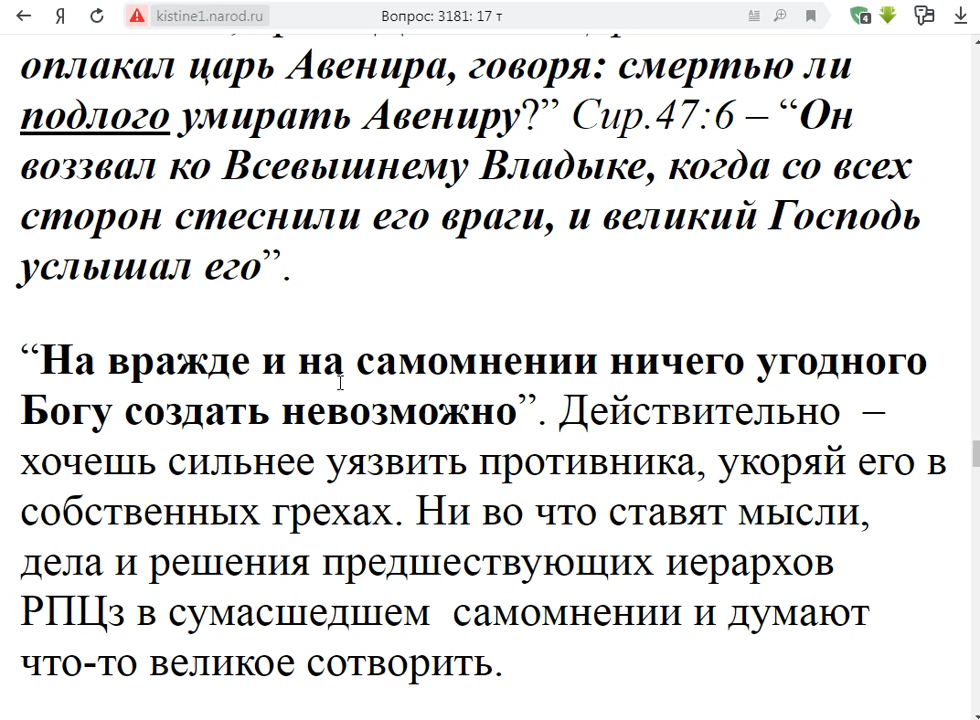 kistine1.narod.ru
Вопрос: 3181: 17 т
4
оплакал царь Авенира, говоря: смертью ли
подлого умирать Авениру?” Сир.47:6 – “Он
воззвал ко Всевышнему Владыке, когда со всех
сторон стеснили его враги, и великий Господь
услышал его”.
“На вражде и на самомнении ничего угодного
Богу создать невозможно”. Действительно –
хочешь сильнее уязвить противника, укоряй его в
собственных грехах. Ни во что ставят мысли,
дела и решения предшествующих иерархов
РПЦз в сумасшедшем самомнении и думают
что-то великое сотворить.